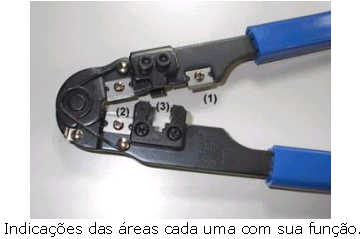 (1)
(2)
(3)
Indicações das áreas cada uma com sua função.